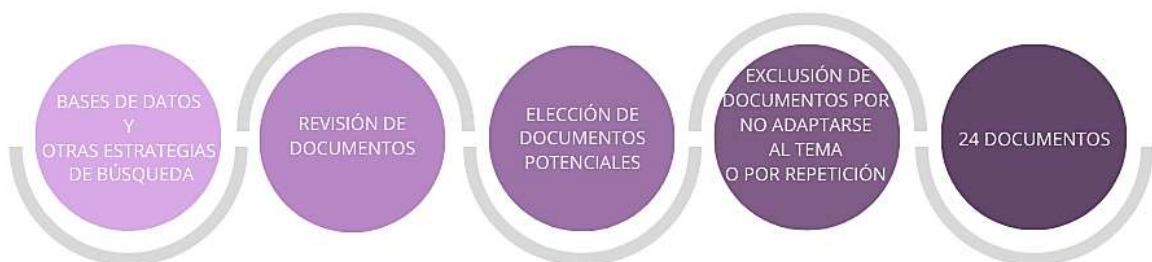 BASES DE DATOS
Y
OTRAS ESTRATEGIAS
DE BÚSQUEDA
REVISIÓN DE
DOCUMENTOS
ELECCIÓN DE
DOCUMENTOS
POTENCIALES
EXCLUSIÓN DE
DOCUMENTOS POR
NO ADAPTARSE
AL TEMA
O POR REPETICIÓN
24 DOCUMENTOS